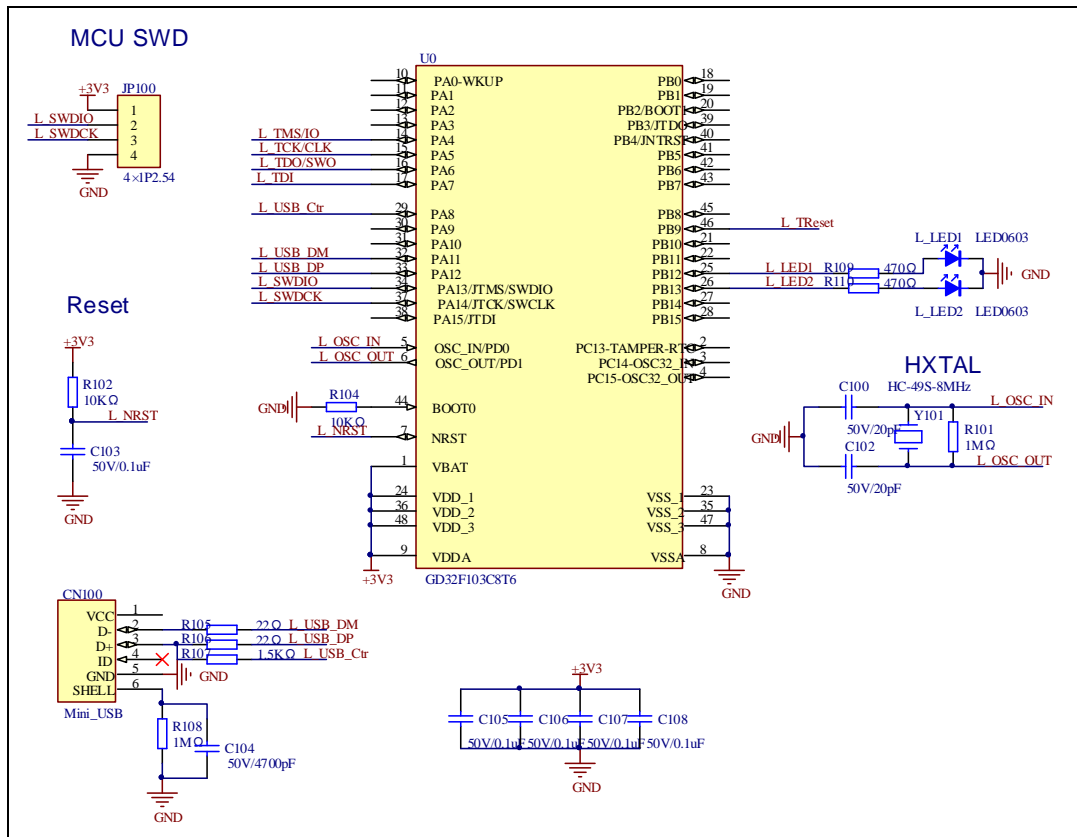 MCU SWD
+3V3
JP100
1
L_SWDIO
2
L_SWDCK
3
4
GND
4×1P2.54
Reset
+3V3
R102
10KΩ
L_NRST
C103
50V/0.1uF
GND
U0
10 PA0-WKUP
11 PA1
12 PA2
13 PA3
L_TMS/IO 14 PA4
L_TCK/CLK 15 PA5
L_TDO/SWO 16 PA6
L_TDI 17 PA7
L_USB_Ctr 29 PA8
30 PA9
31 PA10
L_USB_DM 32 PA11
L_USB_DP 33 PA12
L_SWDIO 34 PA13/JTMS/SWDIO
L_SWDCK 37 PA14/JTCK/SWCLK
38 PA15/JTDI
L_OSC_IN 5 OSC_IN/PD0
L_OSC_OUT 6 OSC_OUT/PD1
R104
GND 44 BOOT0
10KΩ
L_NRST 7 NRST
1 VBAT
24 VDD_1
36 VDD_2
48 VDD_3
9 VDDA
+3V3
GD32F103C8T6
PB0 18
PB1 19
PB2/BOOT1 20
PB3/JTDO 39
PB4/JNTRST 40
PB5 41
PB6 42
PB7 43
PB8 45
PB9 46 L_TReset
PB10 21
PB11 22
PB12 25 L_LED1 R109 470Ω
PB13 26 L_LED2 R110 470Ω
PB14 27
PB15 28
L_LED1 LED0603
GND
L_LED2 LED0603
PC13-TAMPER-RTC 2
PC14-OSC32_IN 3
PC15-OSC32_OUT 4
VSS_1 23
VSS_2 35
VSS_3 47
VSSA 8
GND
HXTAL
HC-49S-8MHz
C100
L_OSC_IN
50V/20pF
Y101
R101
1MΩ
GND
C102
L_OSC_OUT
50V/20pF
CN100
VCC 1
D- 2 R105 22Ω L_USB_DM
D+ 3 R106 22Ω L_USB_DP
ID 4 R107 1.5KΩ L_USB_Ctr
GND 5 GND
SHELL 6
Mini_USB
R108
1MΩ
C104
50V/4700pF
GND
+3V3
C105 C106 C107 C108
50V/0.1uF 50V/0.1uF 50V/0.1uF 50V/0.1uF
GND